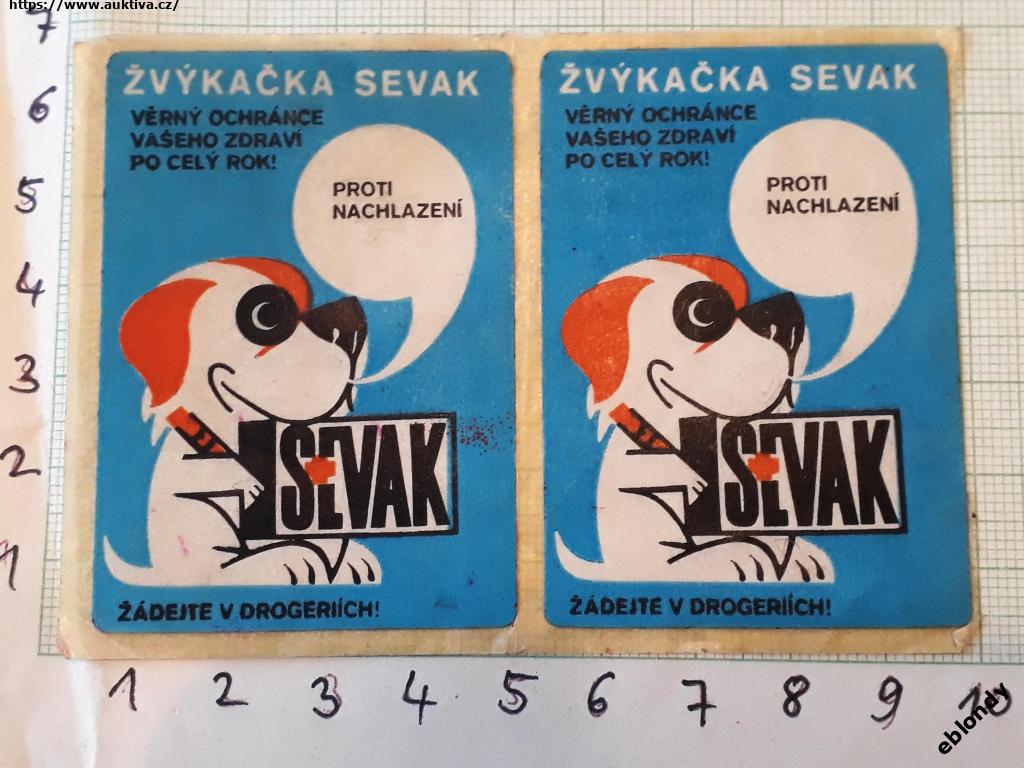 https://www.auktiva.cz/
7
6
5
4
3
2
1
ŽVÝKAČKA SEVAK
VĚRNÝ OCHRÁNCE
VAŠEHO ZDRAVÍ
PO CELÝ ROK!
PROTI
NACHLAZENÍ
SEVAK
ŽÁDEJTE V DROGERIÍCH!
ŽVÝKAČKA SEVAK
VĚRNÝ OCHRÁNCE
VAŠEHO ZDRAVÍ
PO CELÝ ROK!
PROTI
NACHLAZENÍ
SEVAK
ŽÁDEJTE V DROGERIÍCH!
1 2 3 4 5 6 7 8 9 10
eblondy